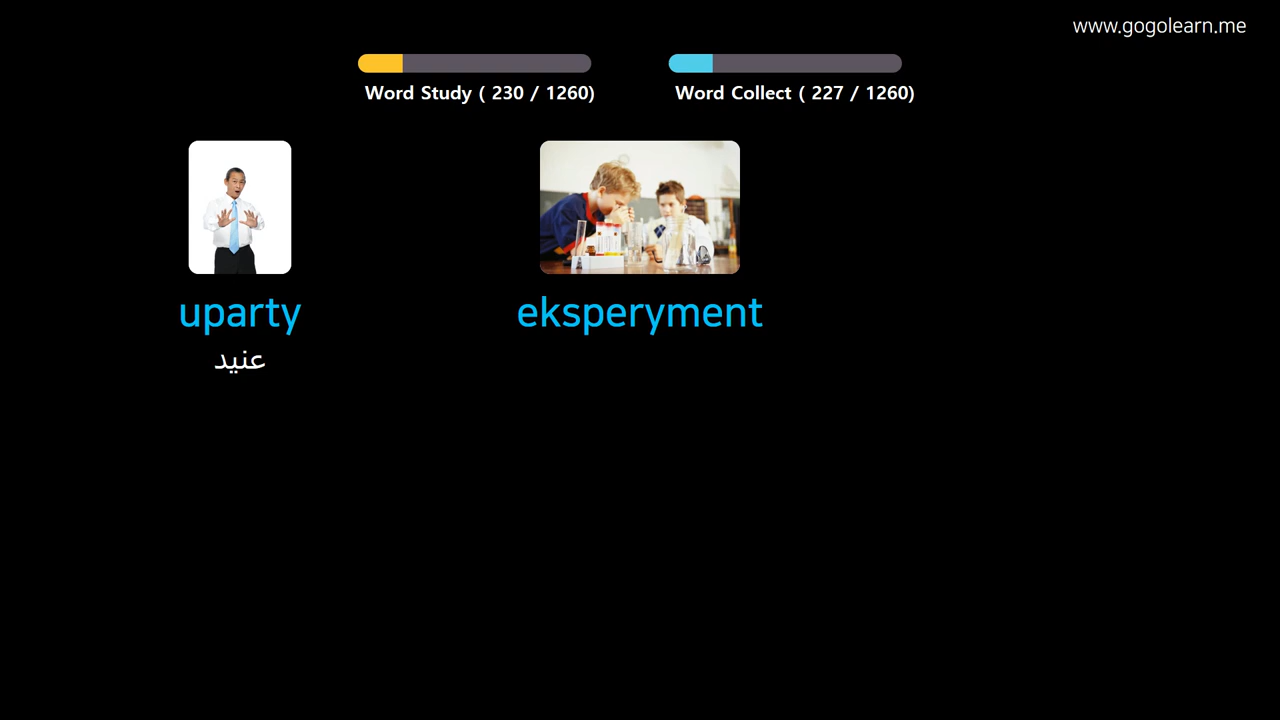 www.gogolearn.me
Word Study ( 230 / 1260)
Word Collect ( 227 / 1260)
uparty
عنيد
eksperyment